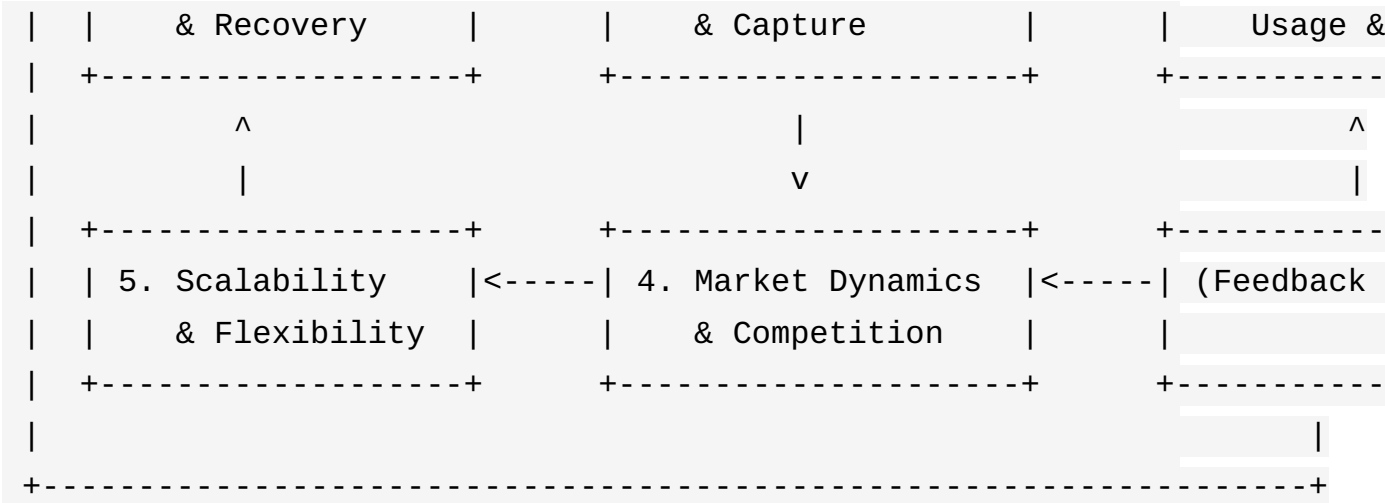 |  |    & Recovery     |      |    & Capture        |      |    Usage &
|  +-------------------+      +---------------------+      +-----------
|          ^                            |                            ^
|          |                            v                            |
|  +-------------------+      +---------------------+      +-----------
|  | 5. Scalability    |<-----| 4. Market Dynamics  |<-----| (Feedback
|  |    & Flexibility  |      |    & Competition    |      |
|  +-------------------+      +---------------------+      +-----------
|                                                                  |
+------------------------------------------------------------------+